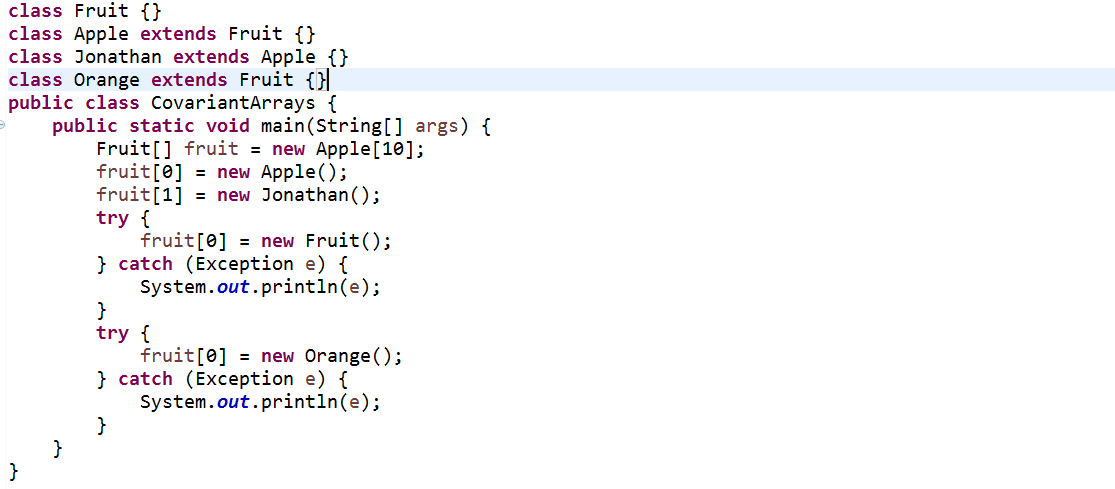 class Fruit {}
class Apple extends Fruit {}
class Jonathan extends Apple {}
class Orange extends Fruit {}
public class CovariantArrays {
    public static void main(String[] args) {
        Fruit[] fruit = new Apple[10];
        fruit[0] = new Apple();
        fruit[1] = new Jonathan();
        try {
            fruit[0] = new Fruit();
        } catch (Exception e) {
            System.out.println(e);
        }
        try {
            fruit[0] = new Orange();
        } catch (Exception e) {
            System.out.println(e);
        }
    }
}